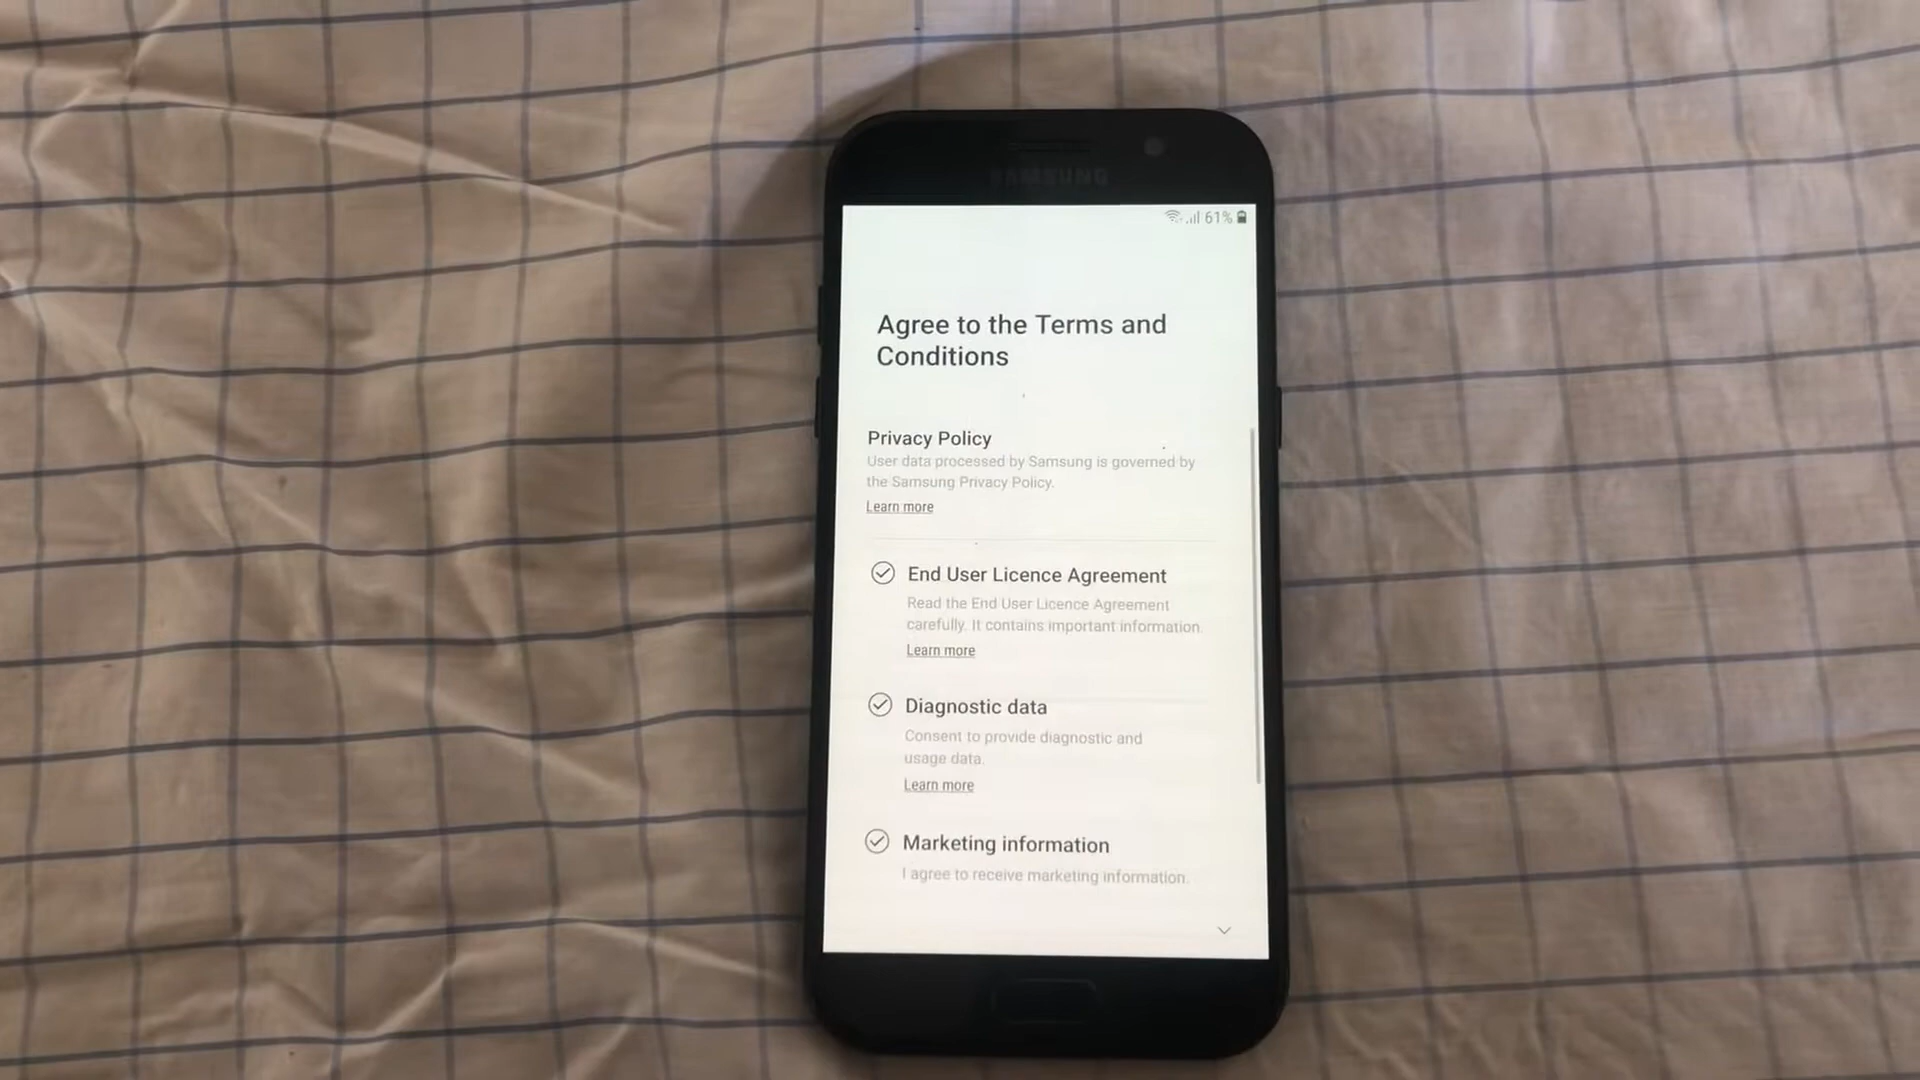 SAMSUNG
61%
Agree to the Terms and
Conditions
Privacy Policy
User data processed by Samsung is governed by
the Samsung Privacy Policy.
Learn more
End User Licence Agreement
Read the End User Licence Agreement
carefully. It contains important information.
Learn more
Diagnostic data
Consent to provide diagnostic and
usage data.
Learn more
Marketing information
I agree to receive marketing information.